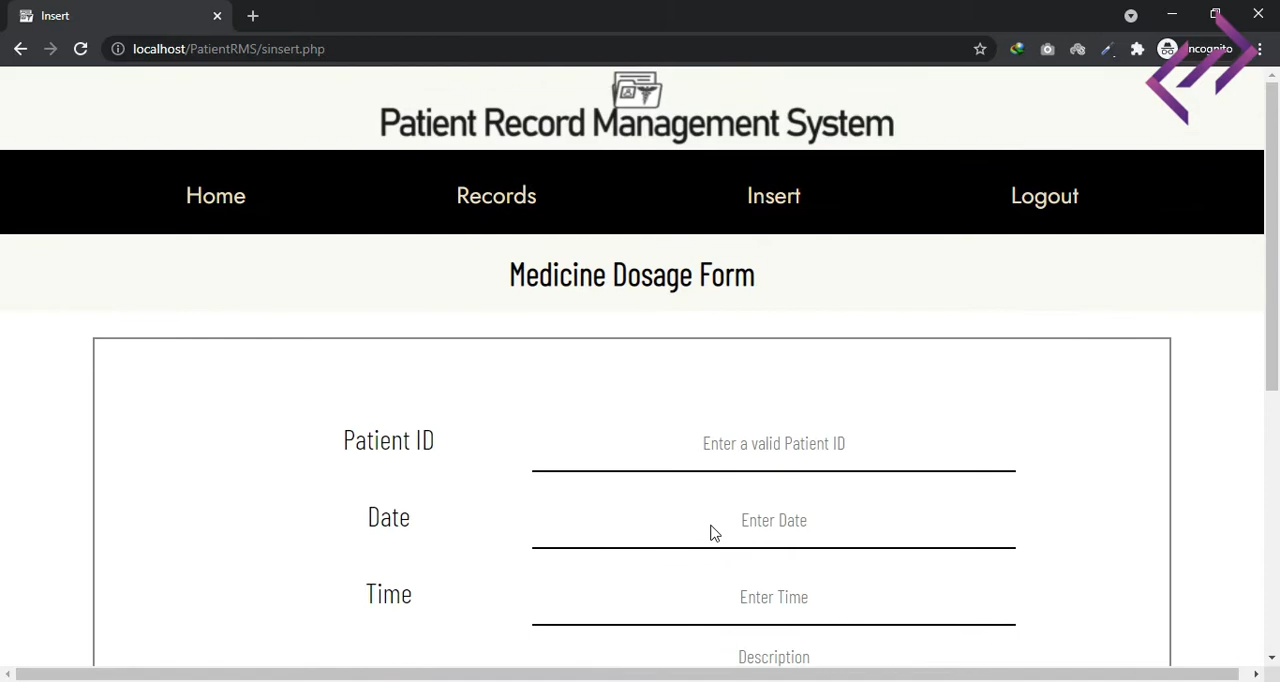 Insert
localhost/PatientRMS/sinsert.php
Incognito
Patient Record Management System
Home Records Insert Logout
Medicine Dosage Form
Patient ID Enter a valid Patient ID
Date Enter Date
Time Enter Time
Description